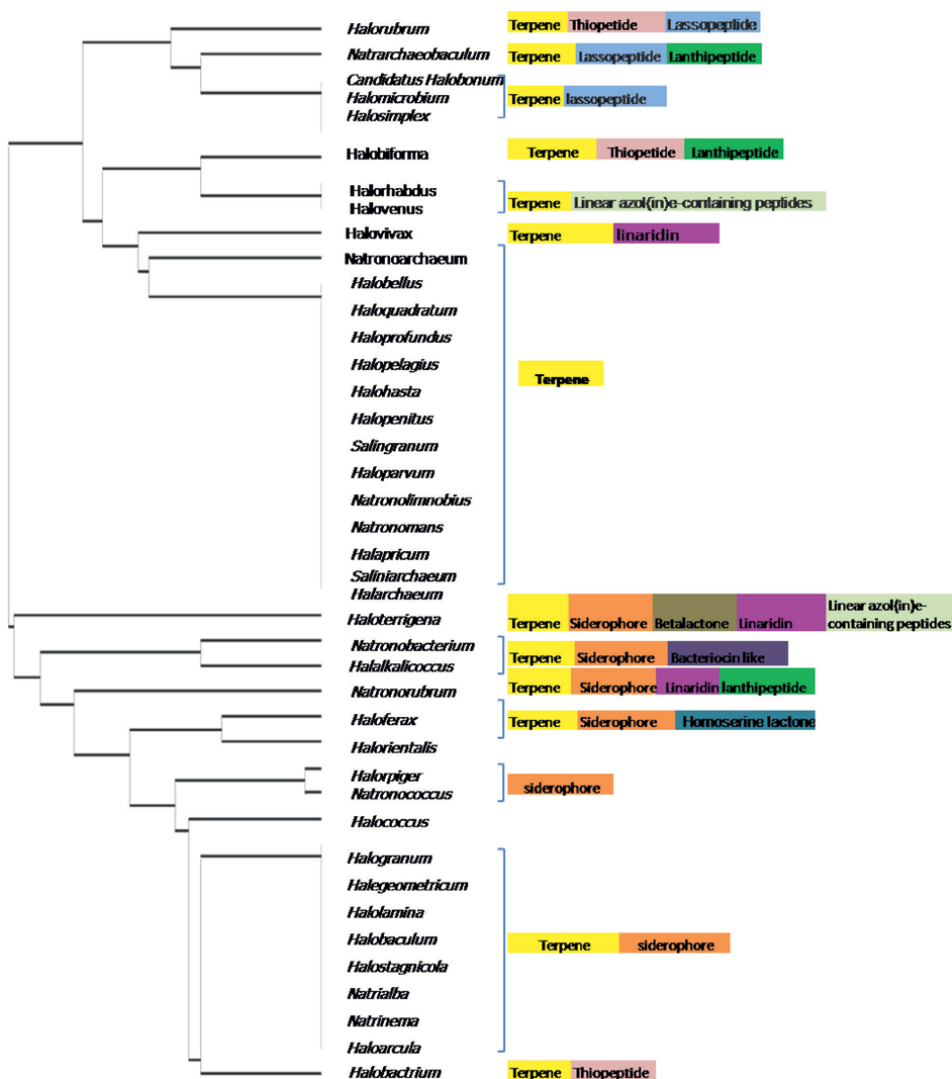 Halorubrum
Terpene Thiopetide Lassopeptide
Natrarchaeobaculum
Terpene Lassopeptide Lanthipeptide
Candidatus Halobonum
Halomicrobium
Terpene lassopeptide
Halosimplex
Halobiforma
Terpene Thiopetide Lanthipeptide
Halorhabdus
Terpene Linear azol(in)e-containing peptides
Halovenus
Halovivax
Terpene linaridin
Natronoarchaeum
Halobellus
Haloquadratum
Haloprofundus
Halopelagius
Terpene
Halohasta
Halopenitus
Salingranum
Haloparvum
Natronolimnobius
Natronomans
Halapricum
Saliniarchaeum
Halarchaeum
Haloterrigena
Terpene Siderophore Betalactone Linaridin
Linear azol(in)e-
containing peptides
Natronobacterium
Terpene Siderophore Bacteriocin like
Halalkalicoccus
Natronorubrum
Terpene Siderophore Linaridin lanthipeptide
Haloferax
Terpene Siderophore Homoserine lactone
Halorientalis
Halorpiger
siderophore
Natronococcus
Halococcus
Halogranum
Halegeometricum
Halolamina
Halobaculum
Terpene siderophore
Halostagnicola
Natrialba
Natrinema
Haloarcula
Halobactrium
Terpene Thiopeptide